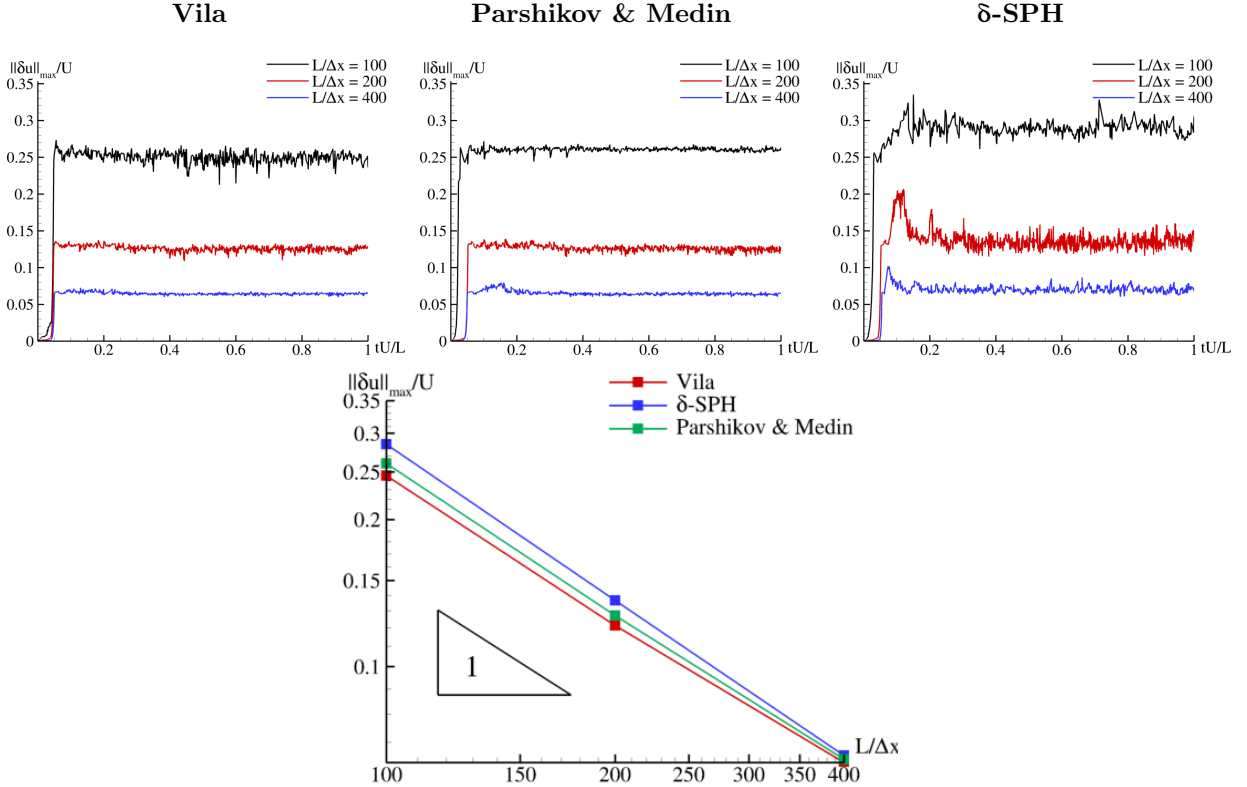 Vila
Parshikov & Medin
δ-SPH
||δu||max/U
L/Δx = 100
L/Δx = 200
L/Δx = 400
0.35
0.3
0.25
0.2
0.15
0.1
0.05
0
0.2
0.4
0.6
0.8
1
tU/L
||δu||max/U
L/Δx = 100
L/Δx = 200
L/Δx = 400
0.35
0.3
0.25
0.2
0.15
0.1
0.05
0
0.2
0.4
0.6
0.8
1
tU/L
||δu||max/U
L/Δx = 100
L/Δx = 200
L/Δx = 400
0.35
0.3
0.25
0.2
0.15
0.1
0.05
0
0.2
0.4
0.6
0.8
1
tU/L
||δu||max/U
Vila
δ-SPH
Parshikov & Medin
0.35
0.3
0.25
0.2
0.15
0.1
1
L/Δx
100
150
200
250
300
350
400